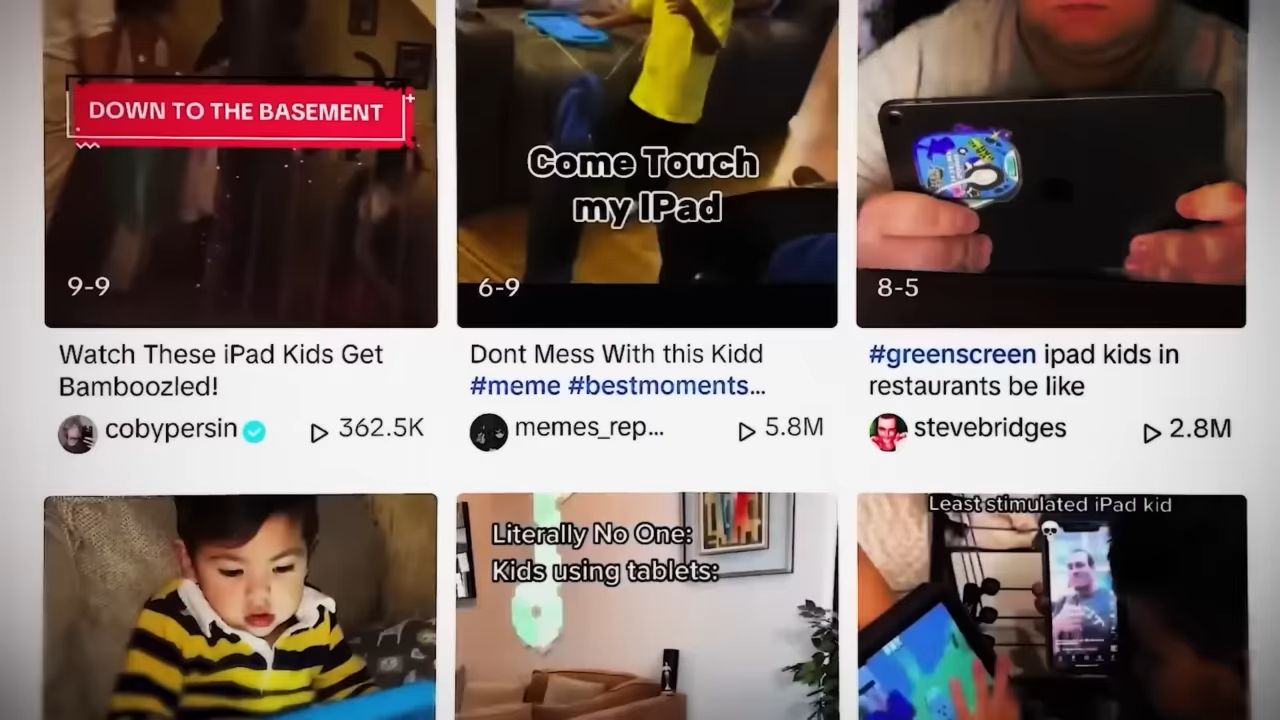 DOWN TO THE BASEMENT
9-9
Come Touch
my IPad
6-9
8-5
Watch These iPad Kids Get
Bamboozled!
cobypersin
362.5K
Dont Mess With this Kidd
#meme #bestmoments...
memes_rep...
5.8M
#greenscreen ipad kids in
restaurants be like
stevebridges
2.8M
Literally No One:
Kids using tablets:
Least stimulated iPad kid